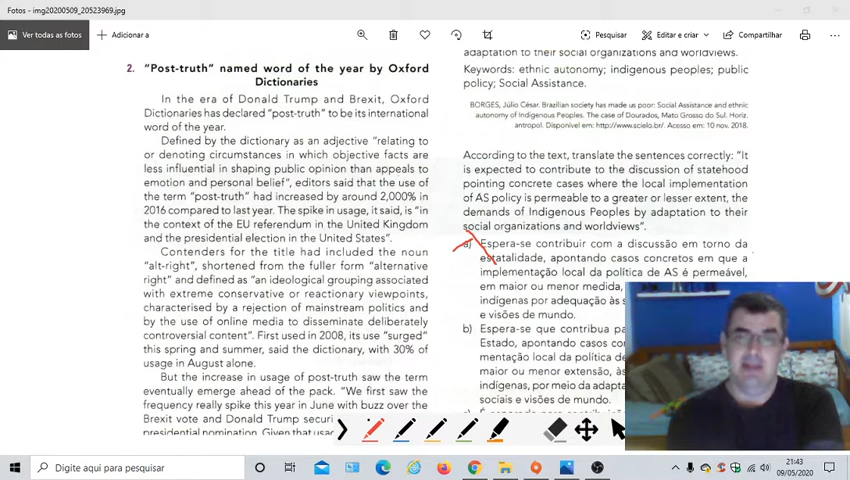 Fotos - img20200509_20523969.jpg
Ver todas as fotos
Adicionar a
Pesquisar
Editar e criar
Compartilhar
2. "Post-truth" named word of the year by Oxford
Dictionaries
In the era of Donald Trump and Brexit, Oxford
Dictionaries has declared "post-truth" to be its international
word of the year.
Defined by the dictionary as an adjective "relating to
or denoting circumstances in which objective facts are
less influential in shaping public opinion than appeals to
emotion and personal belief", editors said that the use of
the term "post-truth" had increased by around 2,000% in
2016 compared to last year. The spike in usage, it said, is "in
the context of the EU referendum in the United Kingdom
and the presidential election in the United States".
Contenders for the title had included the noun
"alt-right", shortened from the fuller form "alternative
right" and defined as "an ideological grouping associated
with extreme conservative or reactionary viewpoints,
characterised by a rejection of mainstream politics and
by the use of online media to disseminate deliberately
controversial content". First used in 2008, its use "surged"
this spring and summer, said the dictionary, with 30% of
usage in August alone.
But the increase in usage of post-truth saw the term
eventually emerge ahead of the pack. "We first saw the
frequency really spike this year in June with buzz over the
Brexit vote and Donald Trump securi
presidential nomination. Given that usag
adaptation to their social organizations and worldviews.
Keywords: ethnic autonomy; indigenous peoples; public
policy; Social Assistance.
BORGES, Júlio César. Brazilian society has made us poor: Social Assistance and ethnic
autonomy of Indigenous Peoples. The case of Dourados, Mato Grosso do Sul. Horiz.
antropol. Disponível em: http://www.scielo.br/. Acesso em: 10 nov. 2018.
According to the text, translate the sentences correctly: "It
is expected to contribute to the discussion of statehood
pointing concrete cases where the local implementation
of AS policy is permeable to a greater or lesser extent, the
the demands of Indigenous Peoples by adaptation to their
social organizations and worldviews".
a) Espera-se contribuir com a discussão em torno da
estatalidade, apontando casos concretos em que a
implementação local da política de AS é permeável,
em maior ou menor medida,
indígenas por adequação às s
e visões de mundo.
b) Espera-se que contribua pa
Estado, apontando casos co
mentação local da política de
maior ou menor extensão, às
indígenas, por meio da adapta
sociais e visões de mundo.
Digite aqui para pesquisar
21:43
09/05/2020